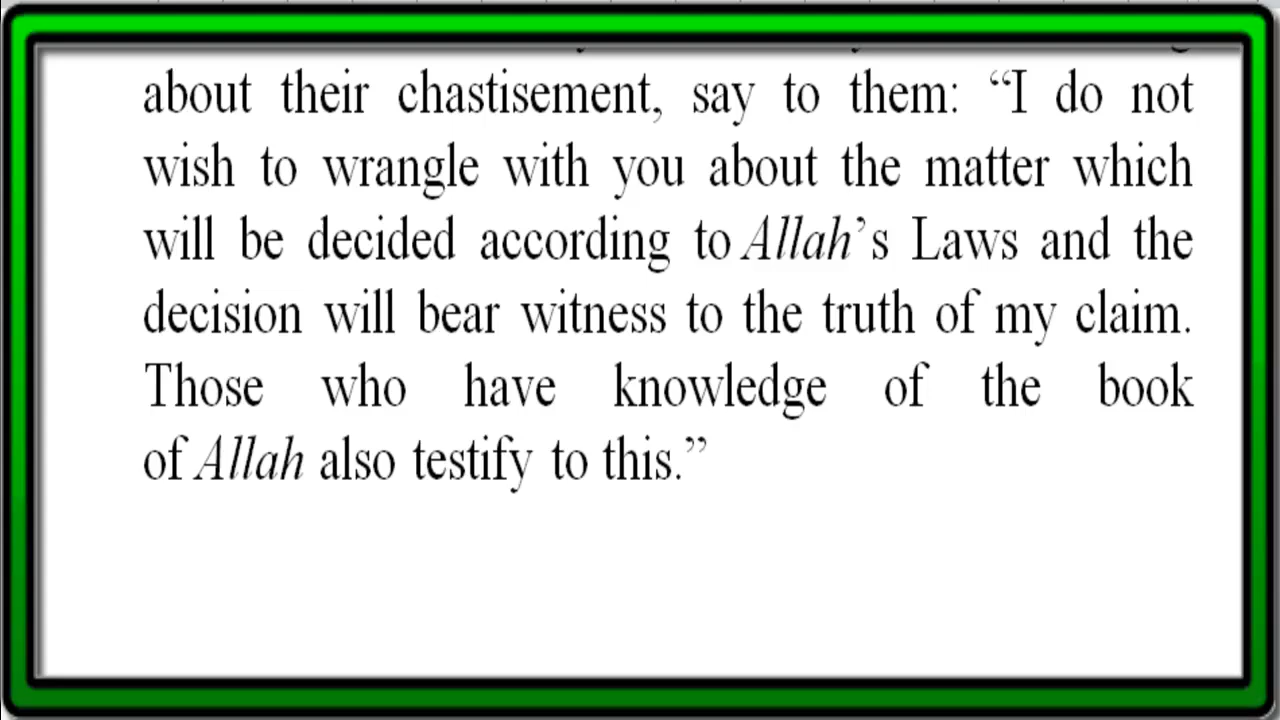 about their chastisement, say to them: “I do not
wish to wrangle with you about the matter which
will be decided according to Allah’s Laws and the
decision will bear witness to the truth of my claim.
Those who have knowledge of the book
of Allah also testify to this.”